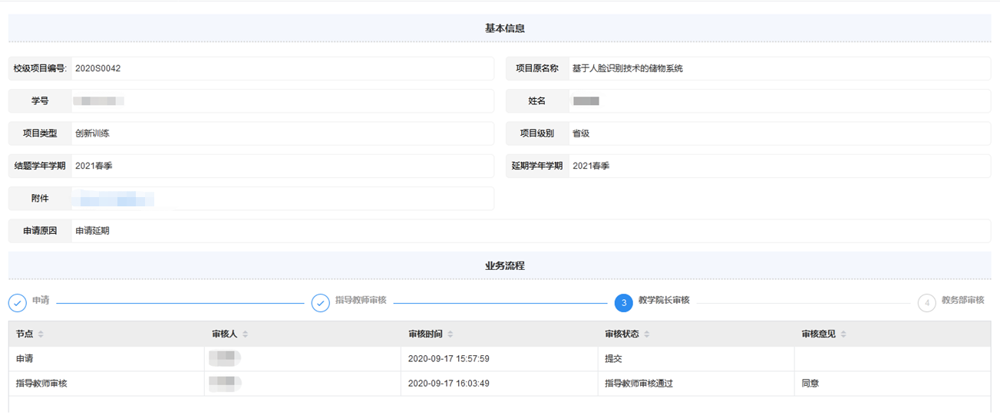 基本信息
校级项目编号: 2020S0042 项目原名称 基于人脸识别技术的储物系统
学号 姓名
项目类型 创新训练 项目级别 省级
结题学年学期 2021春季 延期学年学期 2021春季
附件
申请原因 申请延期
业务流程
申请 指导教师审核 3 教学院长审核 4 教务部审核
节点 审核人 审核时间 审核状态 审核意见
申请 2020-09-17 15:57:59 提交
指导教师审核 2020-09-17 16:03:49 指导教师审核通过 同意